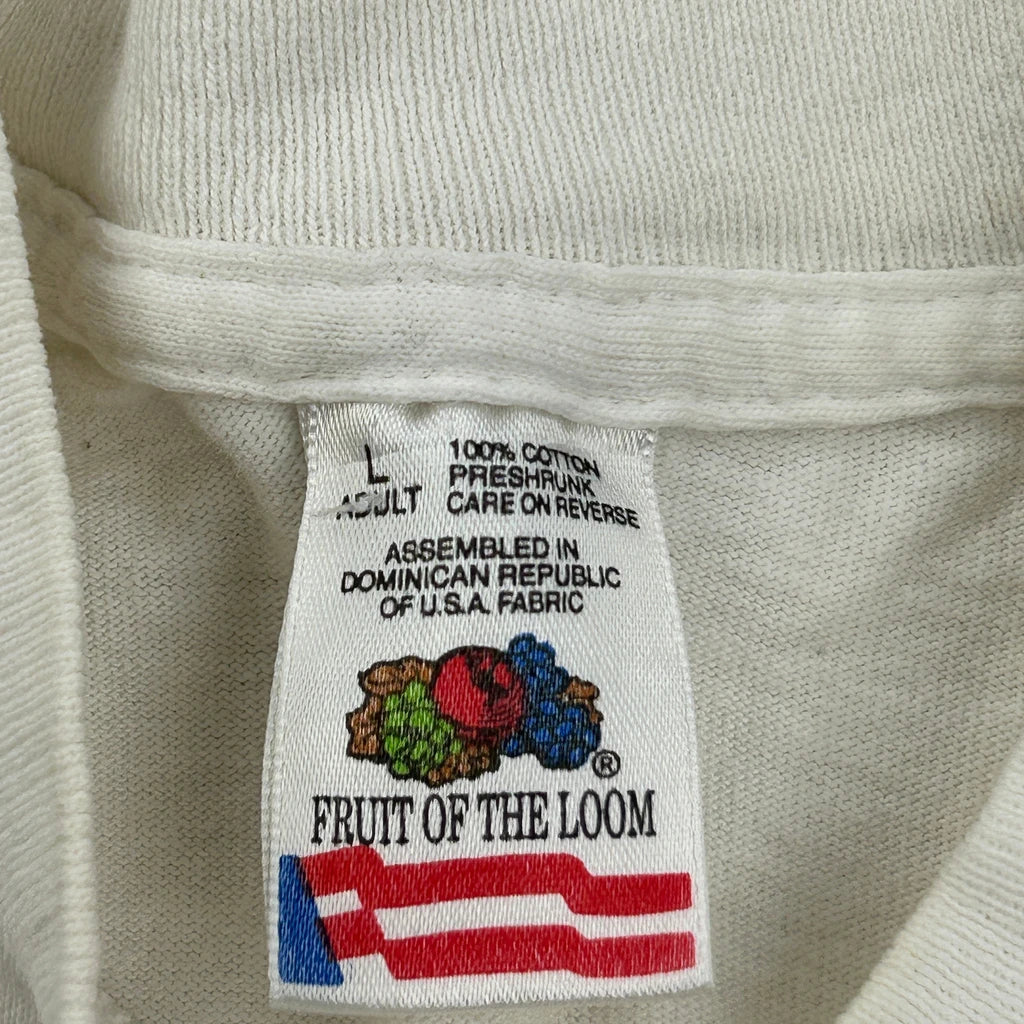 L
ADULT
100% COTTON
PRESHRUNK
CARE ON REVERSE
ASSEMBLED IN
DOMINICAN REPUBLIC
OF U.S.A. FABRIC
®
FRUIT OF THE LOOM